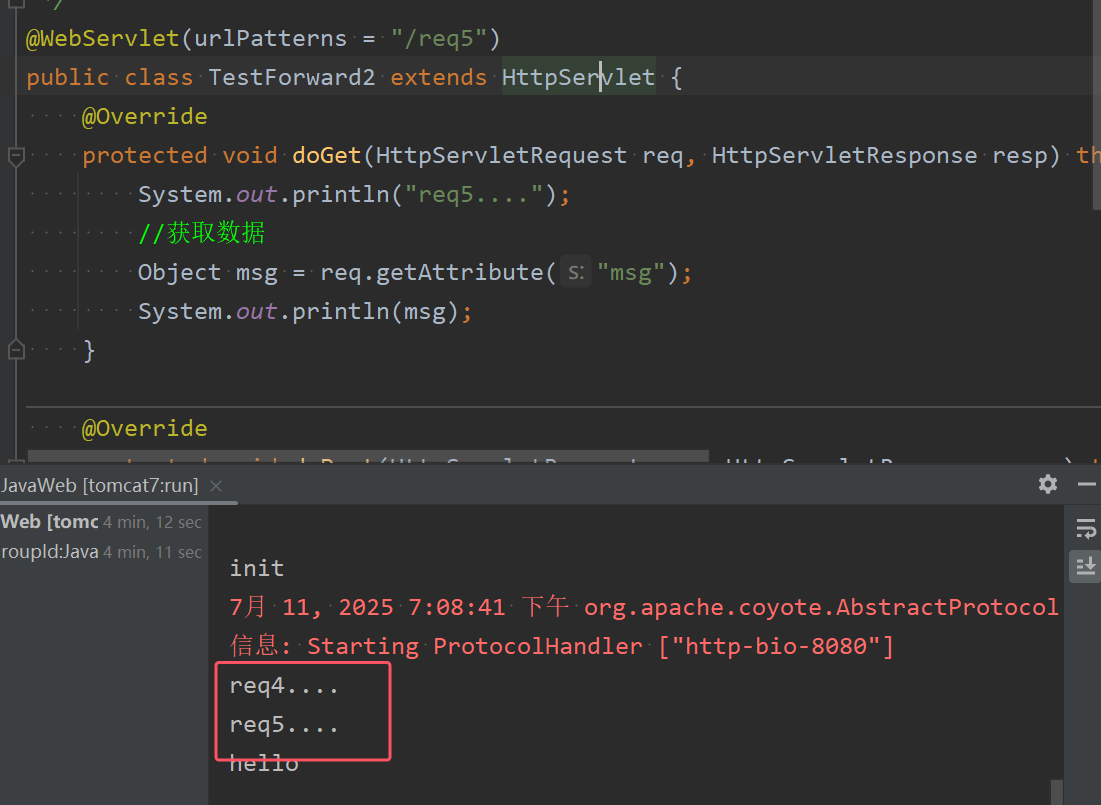 */
@WebServlet(urlPatterns = "/req5")
public class TestForward2 extends HttpServlet {
@Override
protected void doGet(HttpServletRequest req, HttpServletResponse resp) th
System.out.println("req5....");
//获取数据
Object msg = req.getAttribute( s: "msg");
System.out.println(msg);
}
@Override
JavaWeb [tomcat7:run] ×
Web [tomc 4 min, 12 sec
roupId:Java 4 min, 11 sec
init
7月 11, 2025 7:08:41 下午 org.apache.coyote.AbstractProtocol
信息: Starting ProtocolHandler ["http-bio-8080"]
req4....
req5....
hello